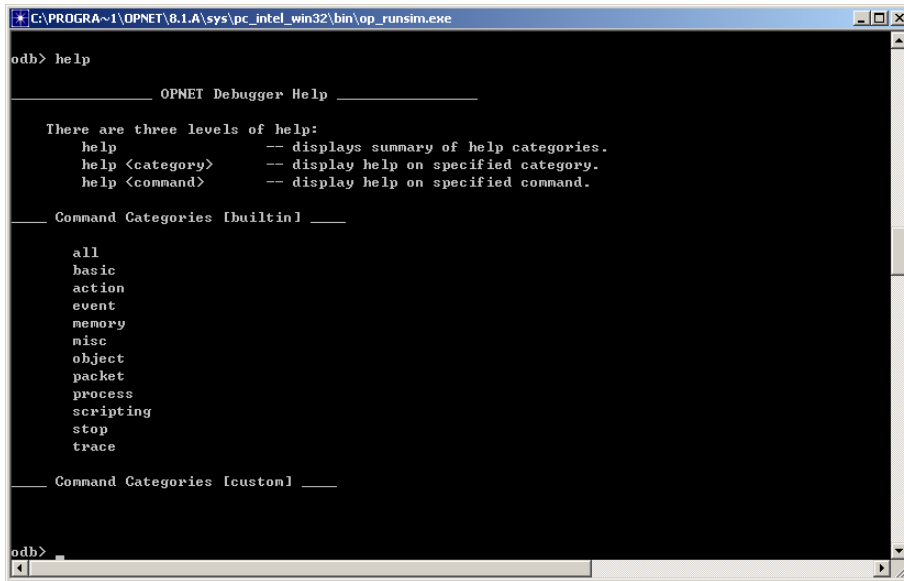 C:\PROGRA~1\OPNET\8.1.A\sys\pc_intel_win32\bin\op_runsim.exe
odb> help
________________ OPNET Debugger Help ________________
There are three levels of help:
help -- displays summary of help categories.
help <category> -- display help on specified category.
help <command> -- display help on specified command.
____ Command Categories [builtin] ____
all
basic
action
event
memory
misc
object
packet
process
scripting
stop
trace
____ Command Categories [custom] ____
odb> _